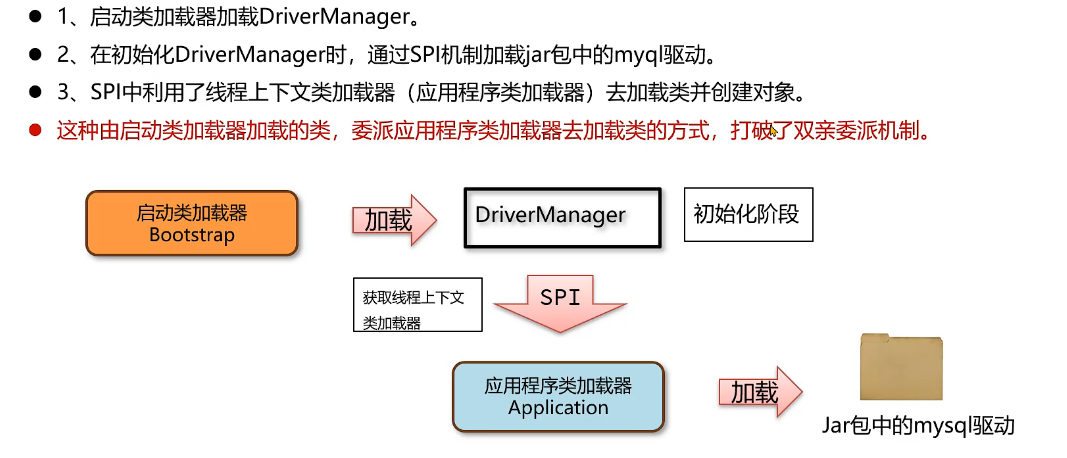 1、启动类加载器加载DriverManager。
2、在初始化DriverManager时，通过SPI机制加载jar包中的myql驱动。
3、SPI中利用了线程上下文类加载器（应用程序类加载器）去加载类并创建对象。
这种由启动类加载器加载的类，委派应用程序类加载器去加载类的方式，打破了双亲委派机制。
启动类加载器
Bootstrap
加载
DriverManager
初始化阶段
获取线程上下文
类加载器
SPI
应用程序类加载器
Application
加载
Jar包中的mysql驱动